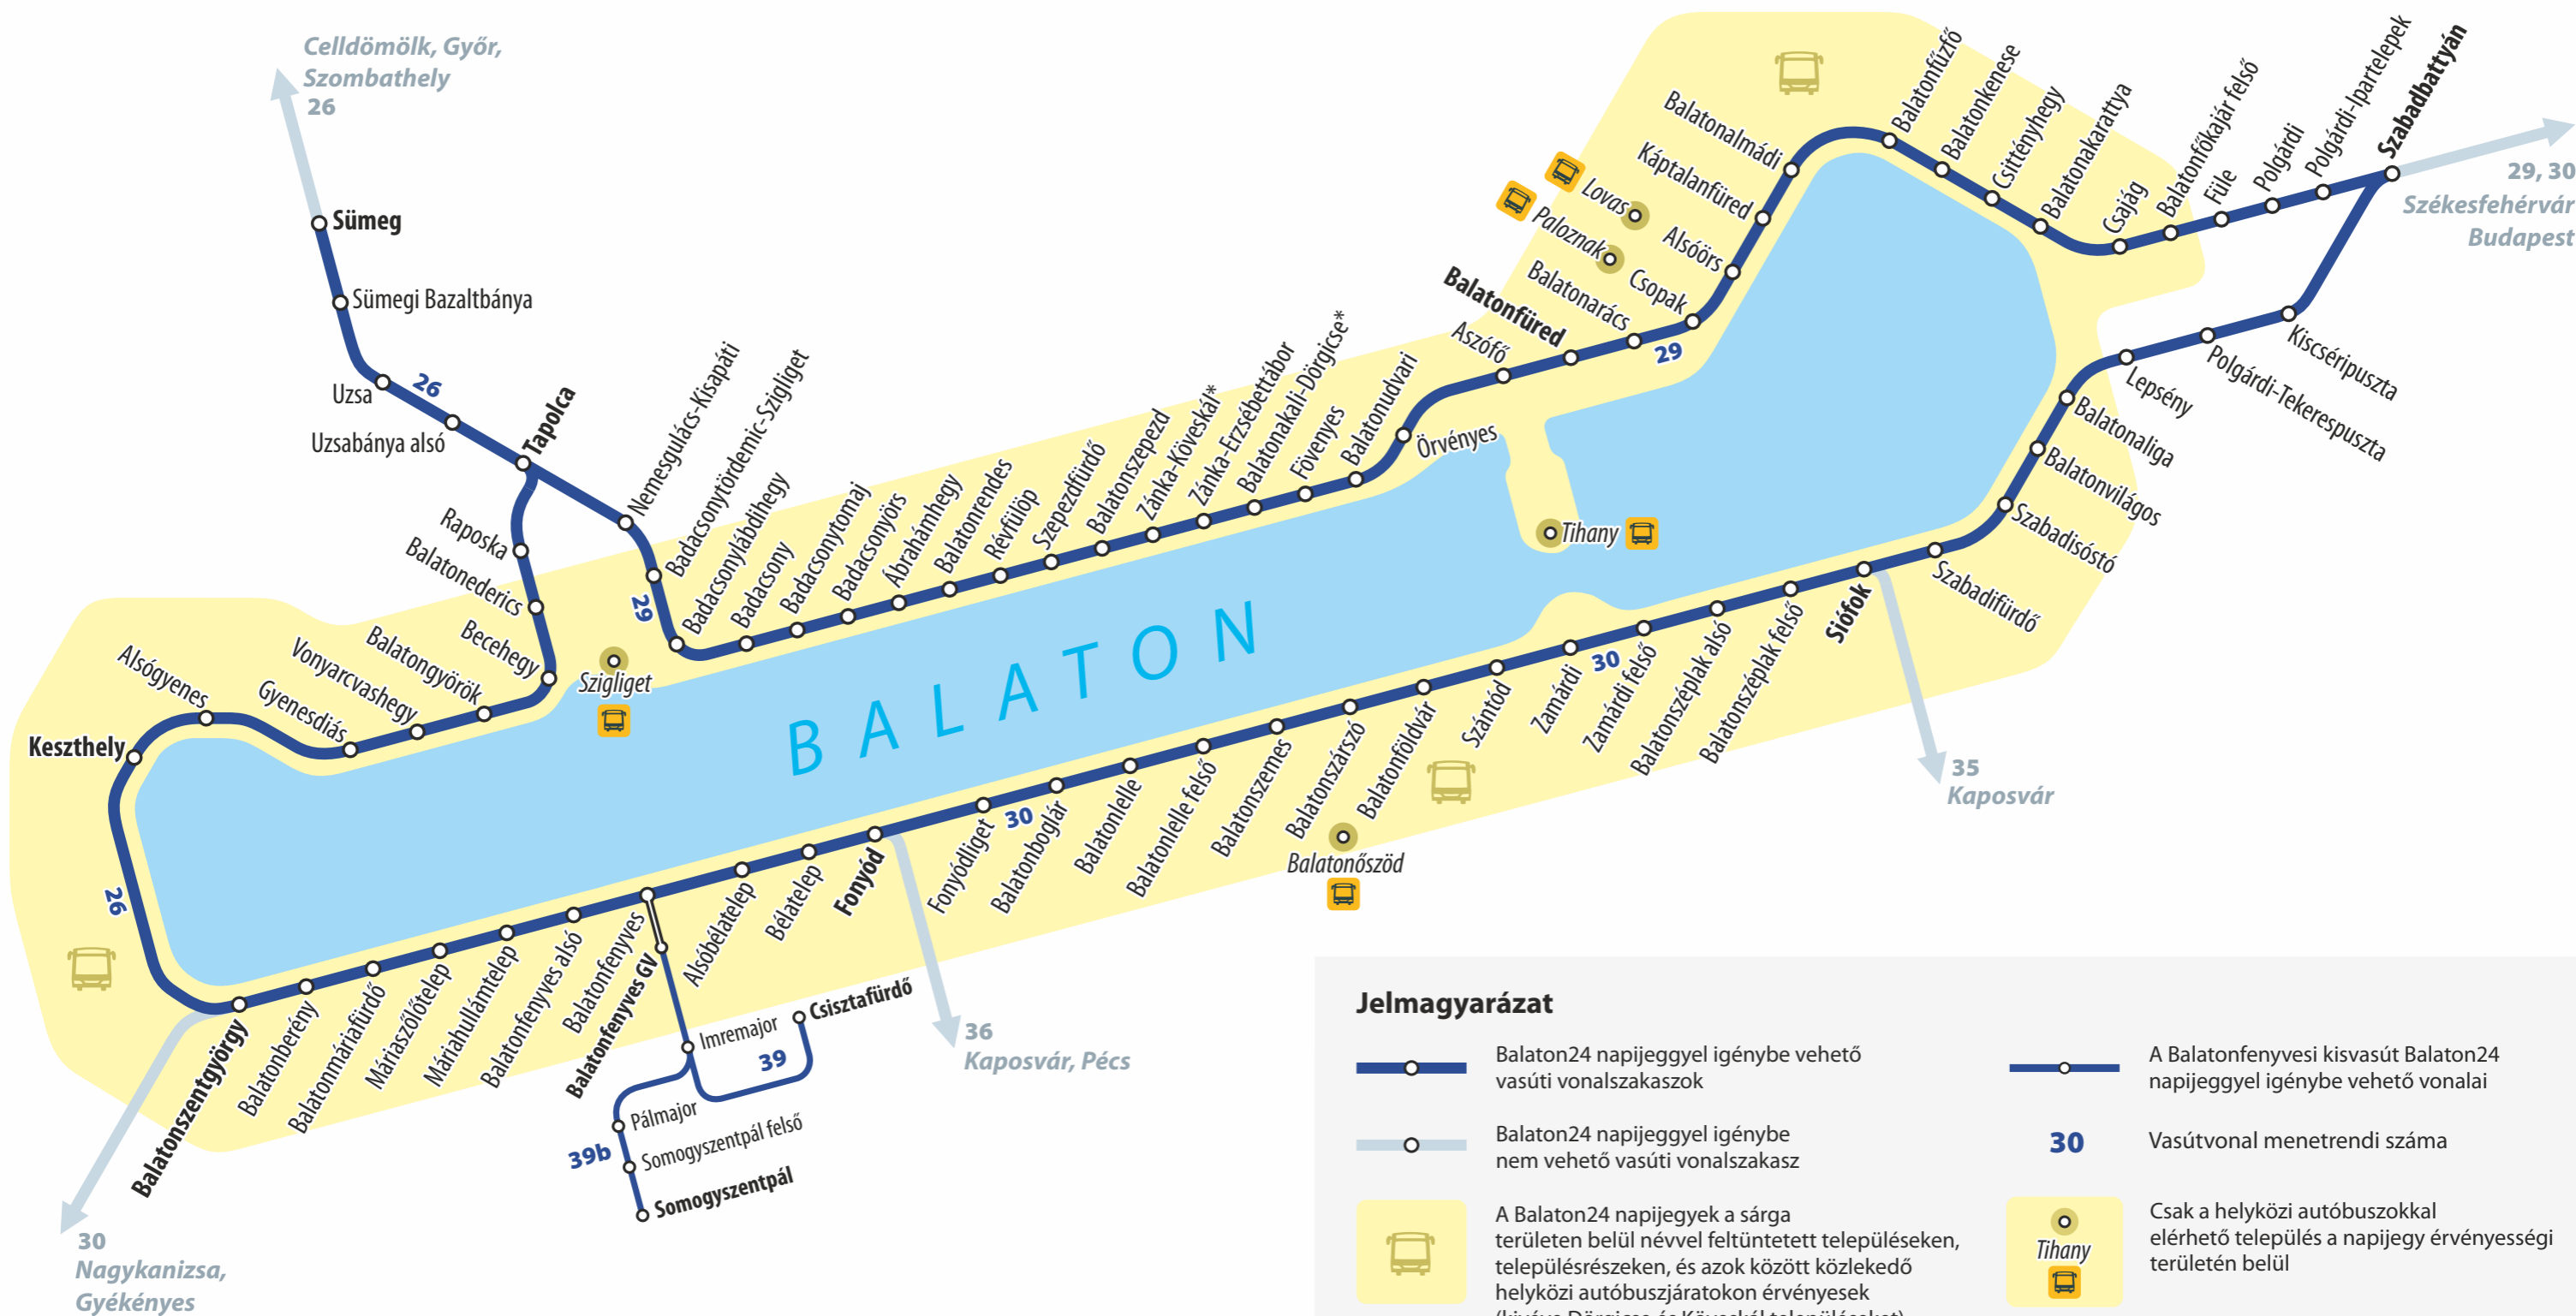 Celldömölk, Győr,
Szombathely
26
Sümeg
Sümegi Bazaltbánya
Uzsa
26
Uzsabánya alsó
Tapolca
Raposka
Balatonederics
Becehegy
Balatongyörök
Vonyarcvashegy
Gyenesdiás
Alsógyenes
Keszthely
26
Nemesgulács-Kisapáti
Badacsonytördemic-Szigliget
29
Badacsonylábdihegy
Badacsony
Badacsonytomaj
Badacsonyörs
Ábrahámhegy
Balatonrendes
Révfülöp
Szepezdfürdő
Balatonszepezd
Zánka-Köveskál*
Zánka-Erzsébettábor
Balatonakali-Dörgicse*
Fövenyes
Balatonudvari
Örvényes
Aszófő
Balatonfüred
Balatonarács
29
Csopak
Alsóörs
Paloznak
Lovas
Káptalanfüred
Balatonalmádi
Balatonfűzfő
Balatonkenese
Csittényhegy
Balatonakarattya
Csajág
Balatonfőkajár felső
Füle
Polgárdi
Polgárdi-Ipartelepek
Szabadbattyán
29, 30
Székesfehérvár
Budapest
Kiscséripuszta
Polgárdi-Tekerespuszta
Lepsény
Balatonaliga
Balatonvilágos
Szabadisóstó
Szabadifürdő
Siófok
35
Kaposvár
Balatonszéplak felső
Balatonszéplak alsó
Zamárdi felső
30
Zamárdi
Szántód
Balatonföldvár
Balatonszárszó
Balatonőszöd
Balatonszemes
Balatonlelle felső
Balatonlelle
Balatonboglár
30
Fonyódliget
Fonyód
36
Kaposvár, Pécs
Bélatelep
Alsóbélatelep
Balatonfenyves
Balatonfenyves GV
Balatonfenyves alsó
Máriahullámtelep
Máriaszőlőtelep
Balatonmáriafürdő
Balatonberény
Balatonszentgyörgy
30
Nagykanizsa,
Gyékényes
Szigliget
Tihany
BALATON
Imremajor
Csisztafürdő
39
Pálmajor
39b
Somogyszentpál felső
Somogyszentpál
Jelmagyarázat
Balaton24 napijeggyel igénybe vehető
vasúti vonalszakaszok
Balaton24 napijeggyel igénybe
nem vehető vasúti vonalszakasz
A Balaton24 napijegyek a sárga
területen belül névvel feltüntetett településeken,
településrészeken, és azok között közlekedő
helyközi autóbuszjáratokon érvényesek
(kivéve Dörgicse és Köveskál településeket)
A Balatonfenyvesi kisvasút Balaton24
napijeggyel igénybe vehető vonalai
30
Vasútvonal menetrendi száma
Tihany
Csak a helyközi autóbuszokkal
elérhető település a napijegy érvényességi
területén belül